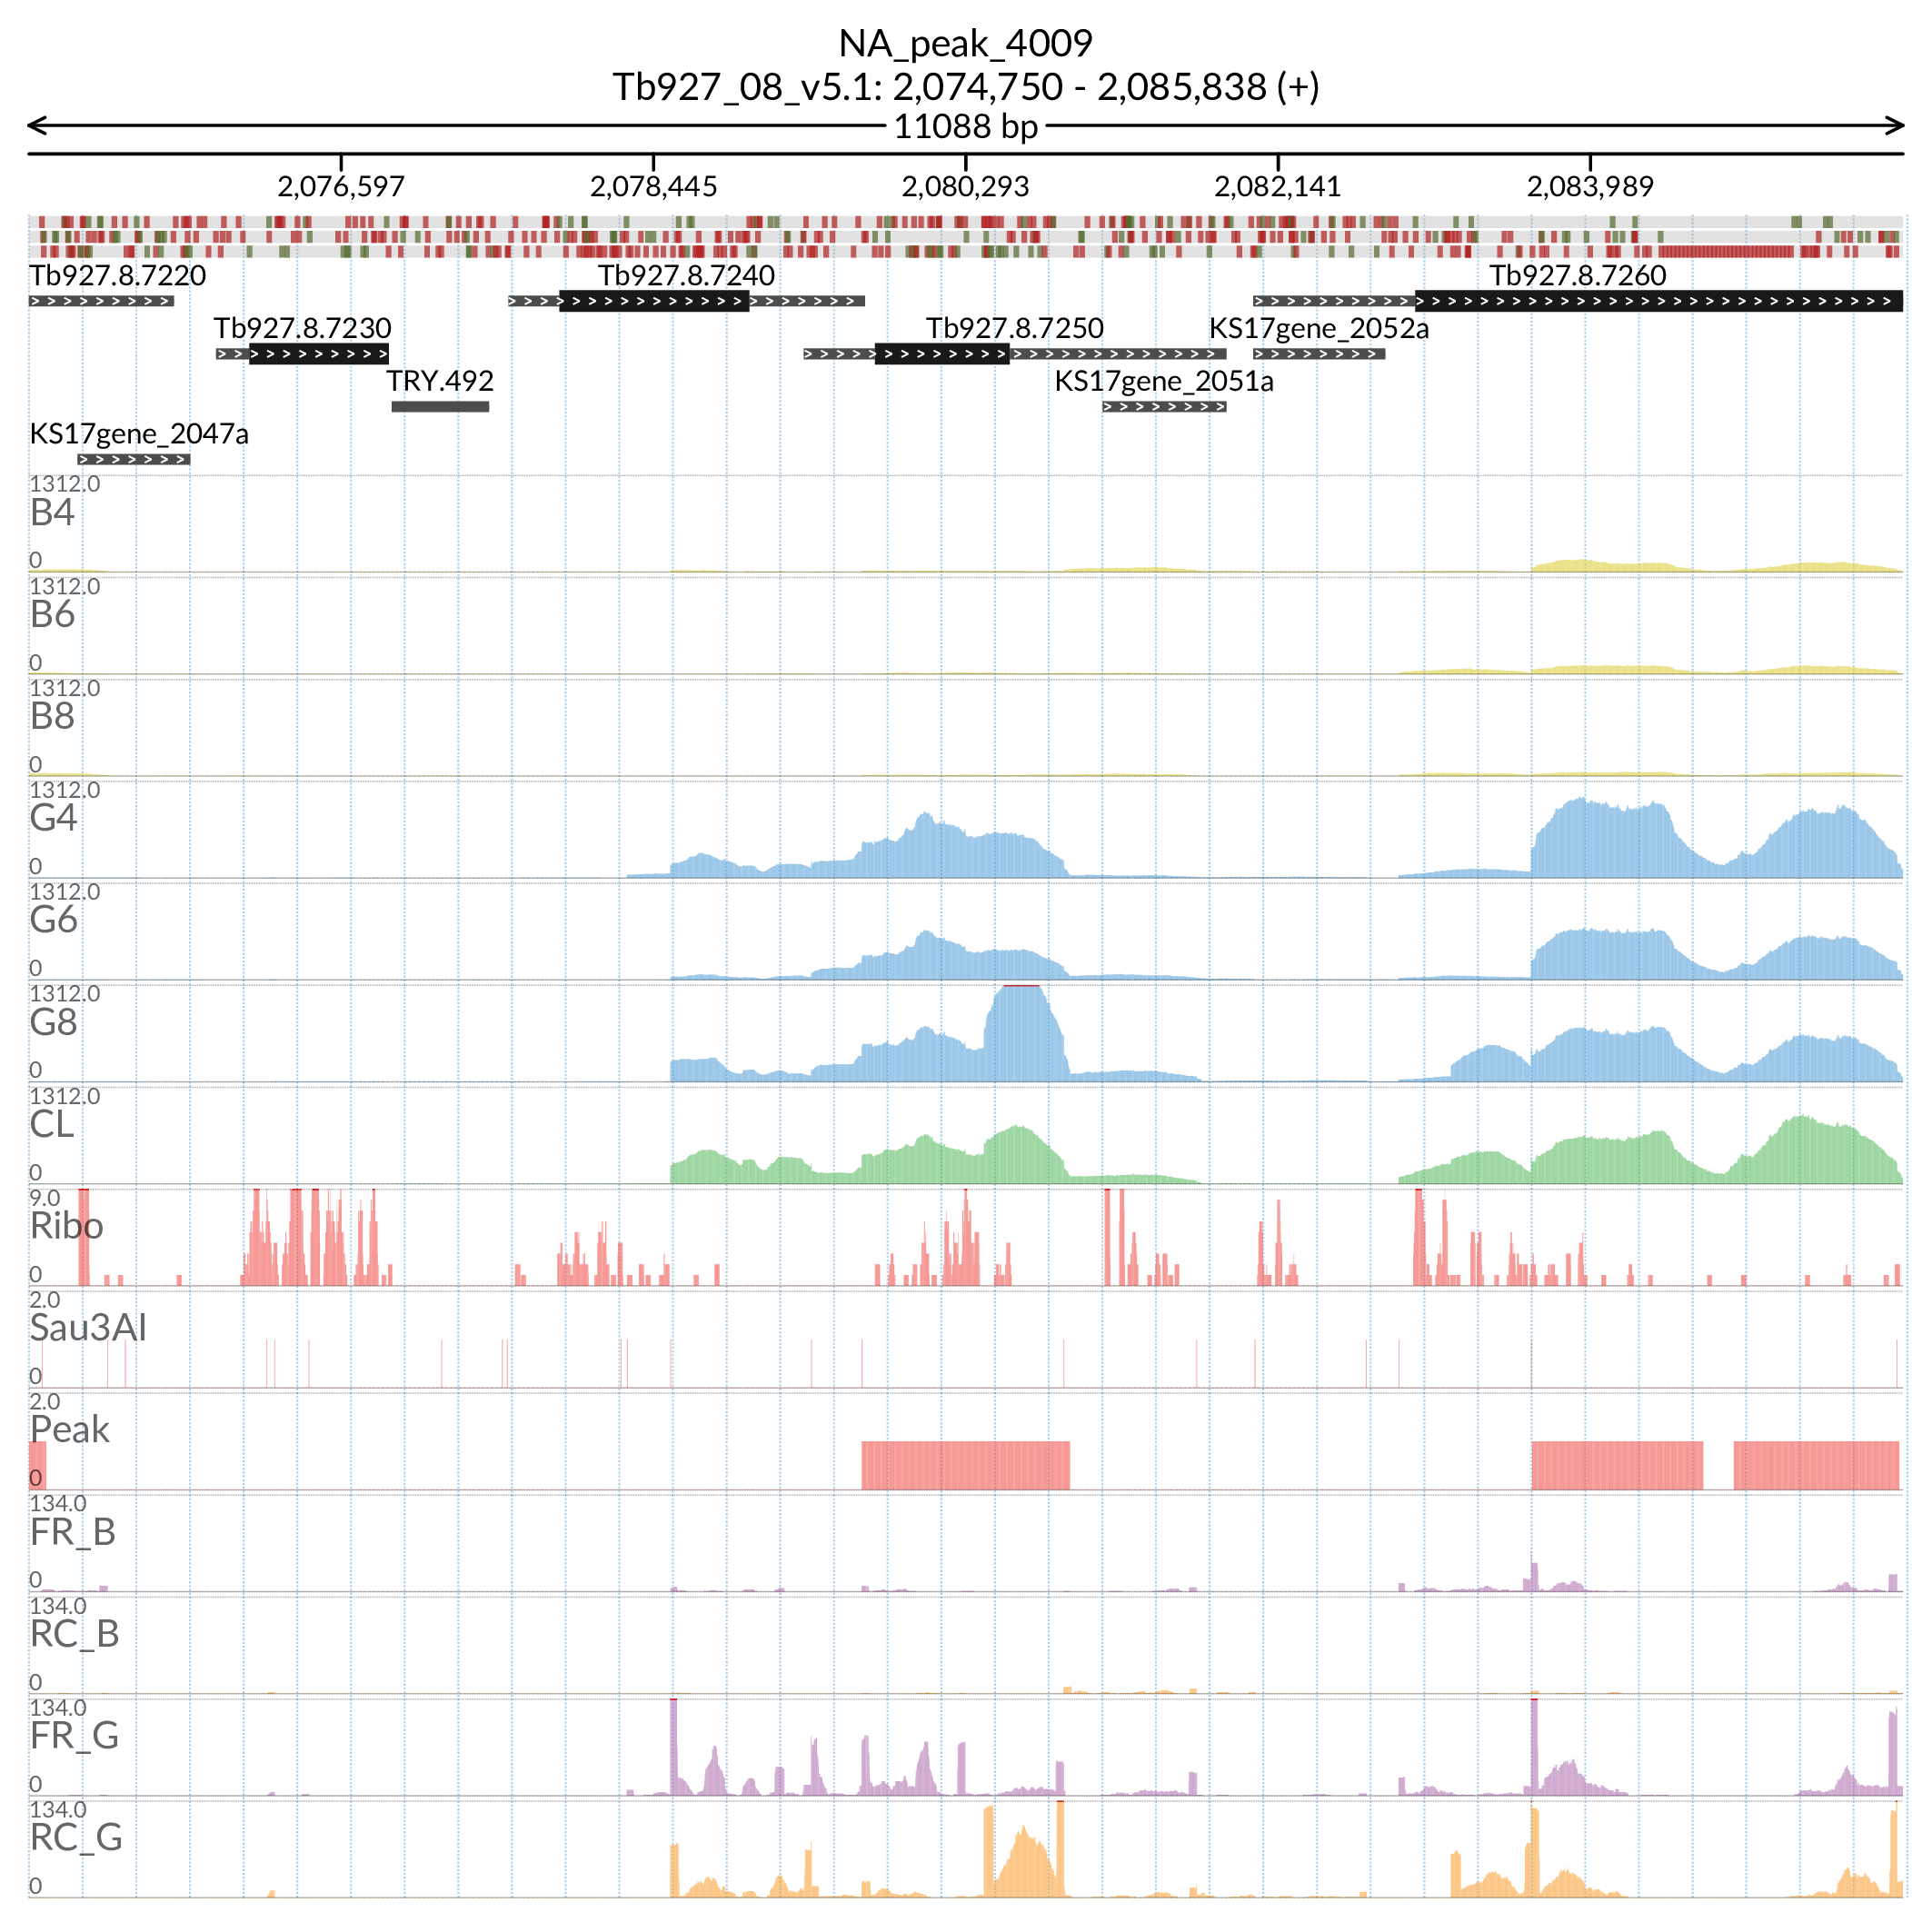 NA_peak_4009
Tb927_08_v5.1: 2,074,750 - 2,085,838 (+)
11088 bp
2,076,597 2,078,445 2,080,293 2,082,141 2,083,989
Tb927.8.7220 Tb927.8.7240 Tb927.8.7260
Tb927.8.7230 Tb927.8.7250 KS17gene_2052a
TRY.492 KS17gene_2051a
KS17gene_2047a
1312.0
B4
0
1312.0
B6
0
1312.0
B8
0
1312.0
G4
0
1312.0
G6
0
1312.0
G8
0
1312.0
CL
0
9.0
Ribo
0
2.0
Sau3AI
0
2.0
Peak
0
134.0
FR_B
0
134.0
RC_B
0
134.0
FR_G
0
134.0
RC_G
0